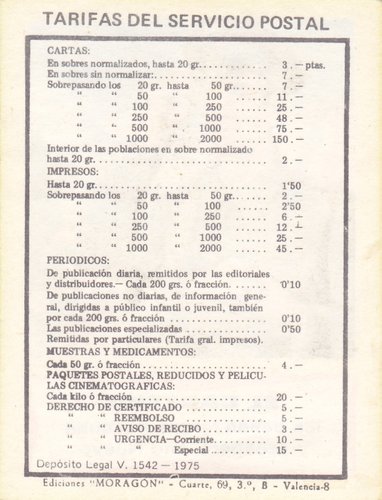 TARIFAS DEL SERVICIO POSTAL
CARTAS:
En sobres normalizados, hasta 20 gr. .......... 3 .— ptas.
En sobres sin normalizar: .......... 7 .—
Sobrepasando los 20 gr. hasta 50 gr. .......... 7 .—
“ “ 50 “ 100 “ .......... 11 .—
“ “ 100 “ 250 “ .......... 25 .—
“ “ 250 “ 500 “ .......... 48 .—
“ “ 500 “ 1000 “ .......... 75 .—
“ “ 1000 “ 2000 “ .......... 150 .—
Interior de las poblaciones en sobre normalizado
hasta 20 gr. .......... 2 .—
IMPRESOS:
Hasta 20 gr. .......... 1'50
Sobrepasando los 20 gr. hasta 50 gr. .......... 2 .—
“ “ 50 “ 100 “ .......... 2'50
“ “ 100 “ 250 “ .......... 6 .—
“ “ 250 “ 500 “ .......... 12 .—
“ “ 500 “ 1000 “ .......... 25 .—
“ “ 1000 “ 2000 “ .......... 45 .—
PERIODICOS:
De publicación diaria, remitidos por las editoriales
y distribuidores.— Cada 200 grs. ó fracción. .......... 0'10
De publicaciones no diarias, de información gene-
ral, dirigidas a público infantil o juvenil, también
por cada 200 grs. ó fracción .......... 0'10
Las publicaciones especializadas .......... 0'50
Remitidas por particulares (Tarifa gral. impresos).
MUESTRAS Y MEDICAMENTOS:
Cada 50 gr. ó fracción .......... 4 .—
PAQUETES POSTALES, REDUCIDOS Y PELICU-
LAS CINEMATOGRAFICAS:
Cada kilo ó fracción .......... 20 .—
DERECHO DE CERTIFICADO .......... 5 .—
“ “ REEMBOLSO .......... 5 .—
“ “ AVISO DE RECIBO .......... 3 .—
“ “ URGENCIA—Corriente .......... 10 .—
“ “ Especial .......... 15 .—
Depósito Legal V. 1542 — 1975
Ediciones "MORAGON" - Cuarte, 69, 3.º, B - Valencia-8